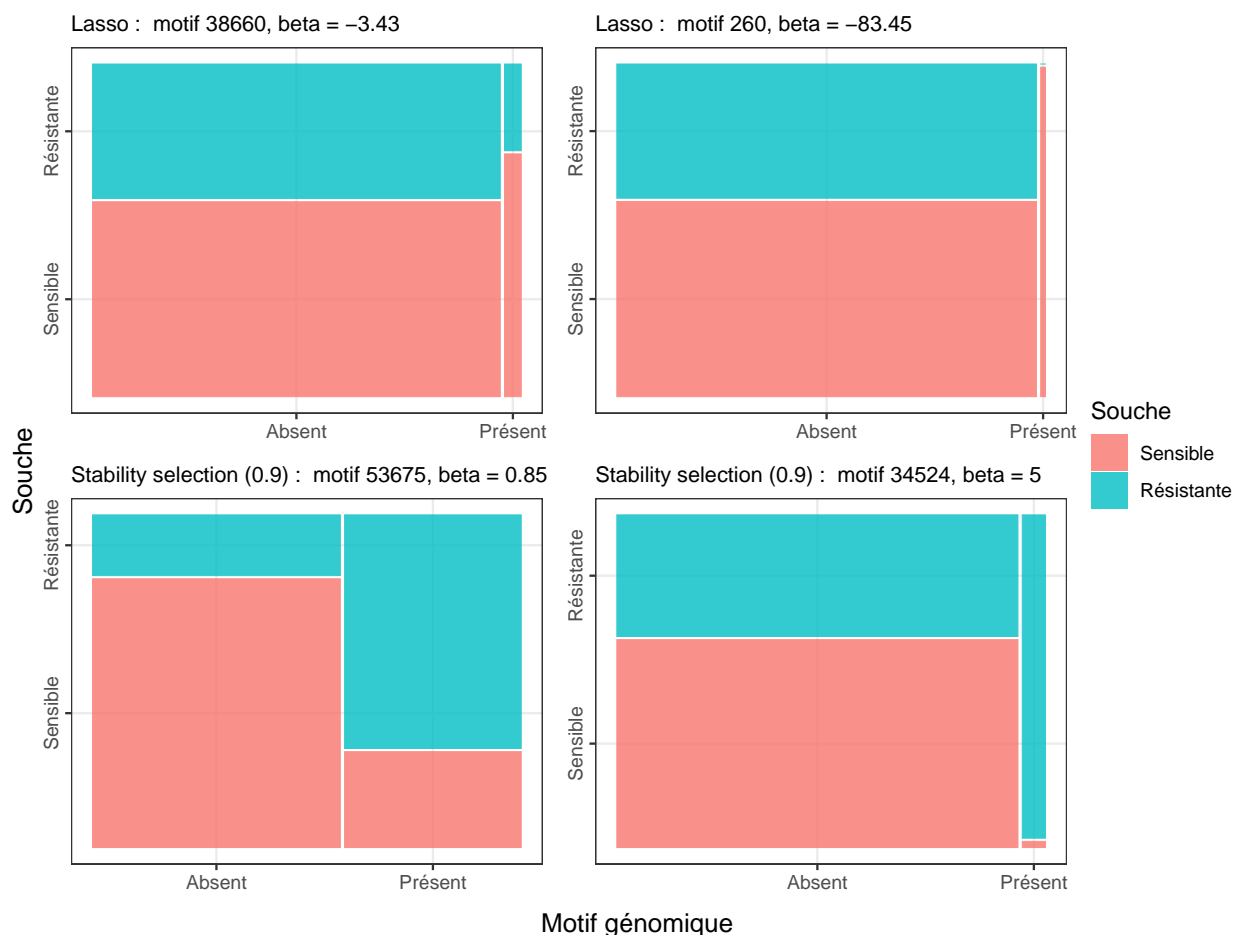 Lasso :  motif 38660, beta = −3.43
Lasso :  motif 260, beta = −83.45
Résistante
Sensible
Absent
Présent
Résistante
Sensible
Absent
Présent
Souche
Stability selection (0.9) :  motif 53675, beta = 0.85
Stability selection (0.9) :  motif 34524, beta = 5
Résistante
Sensible
Absent
Présent
Résistante
Sensible
Absent
Présent
Motif génomique
Souche
Sensible
Résistante